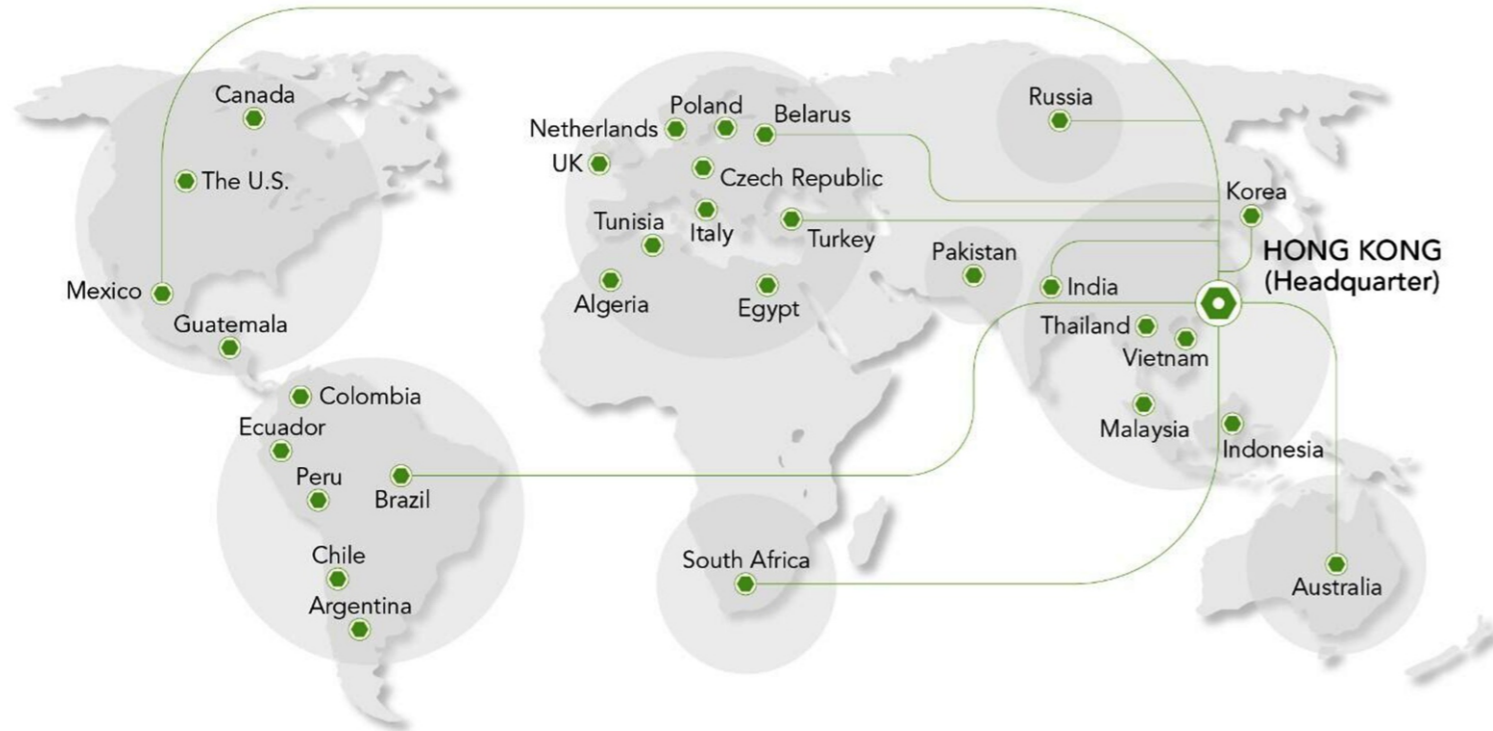 Canada
The U.S.
Mexico
Guatemala
Colombia
Ecuador
Peru
Brazil
Chile
Argentina
Netherlands
Poland
Belarus
UK
Czech Republic
Tunisia
Italy
Turkey
Algeria
Egypt
South Africa
Russia
Pakistan
India
Korea
HONG KONG
(Headquarter)
Thailand
Vietnam
Malaysia
Indonesia
Australia